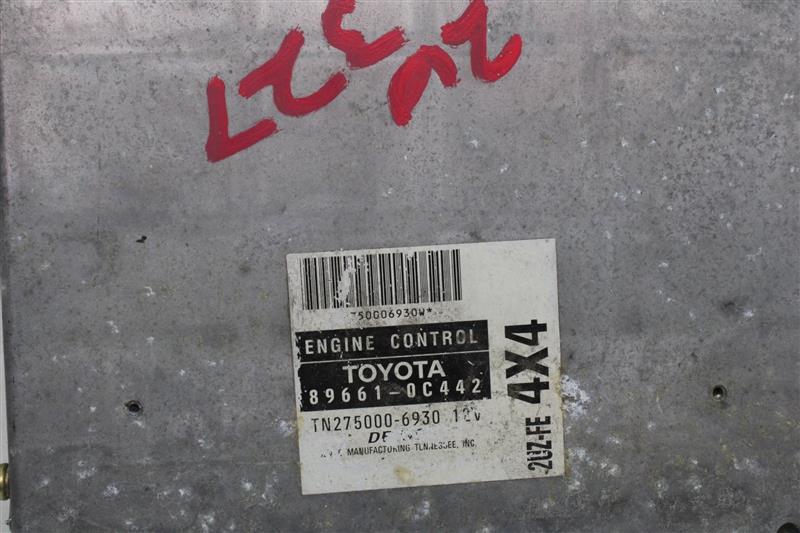 *50006930W*
ENGINE CONTROL
TOYOTA
89661-0C442
TN275000-6930 12V
MANUFACTURING TENNESSEE, INC.
2UZ-FE 4X4